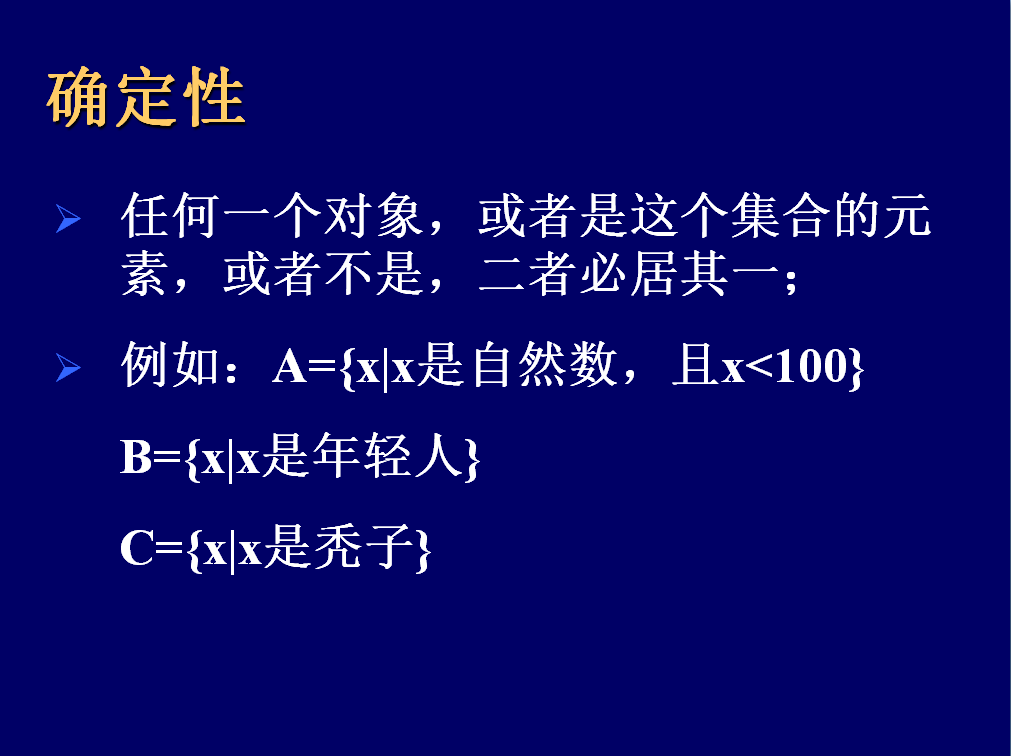 确定性
任何一个对象，或者是这个集合的元
素，或者不是，二者必居其一；
例如：A={x|x是自然数，且x<100}
B={x|x是年轻人}
C={x|x是秃子}